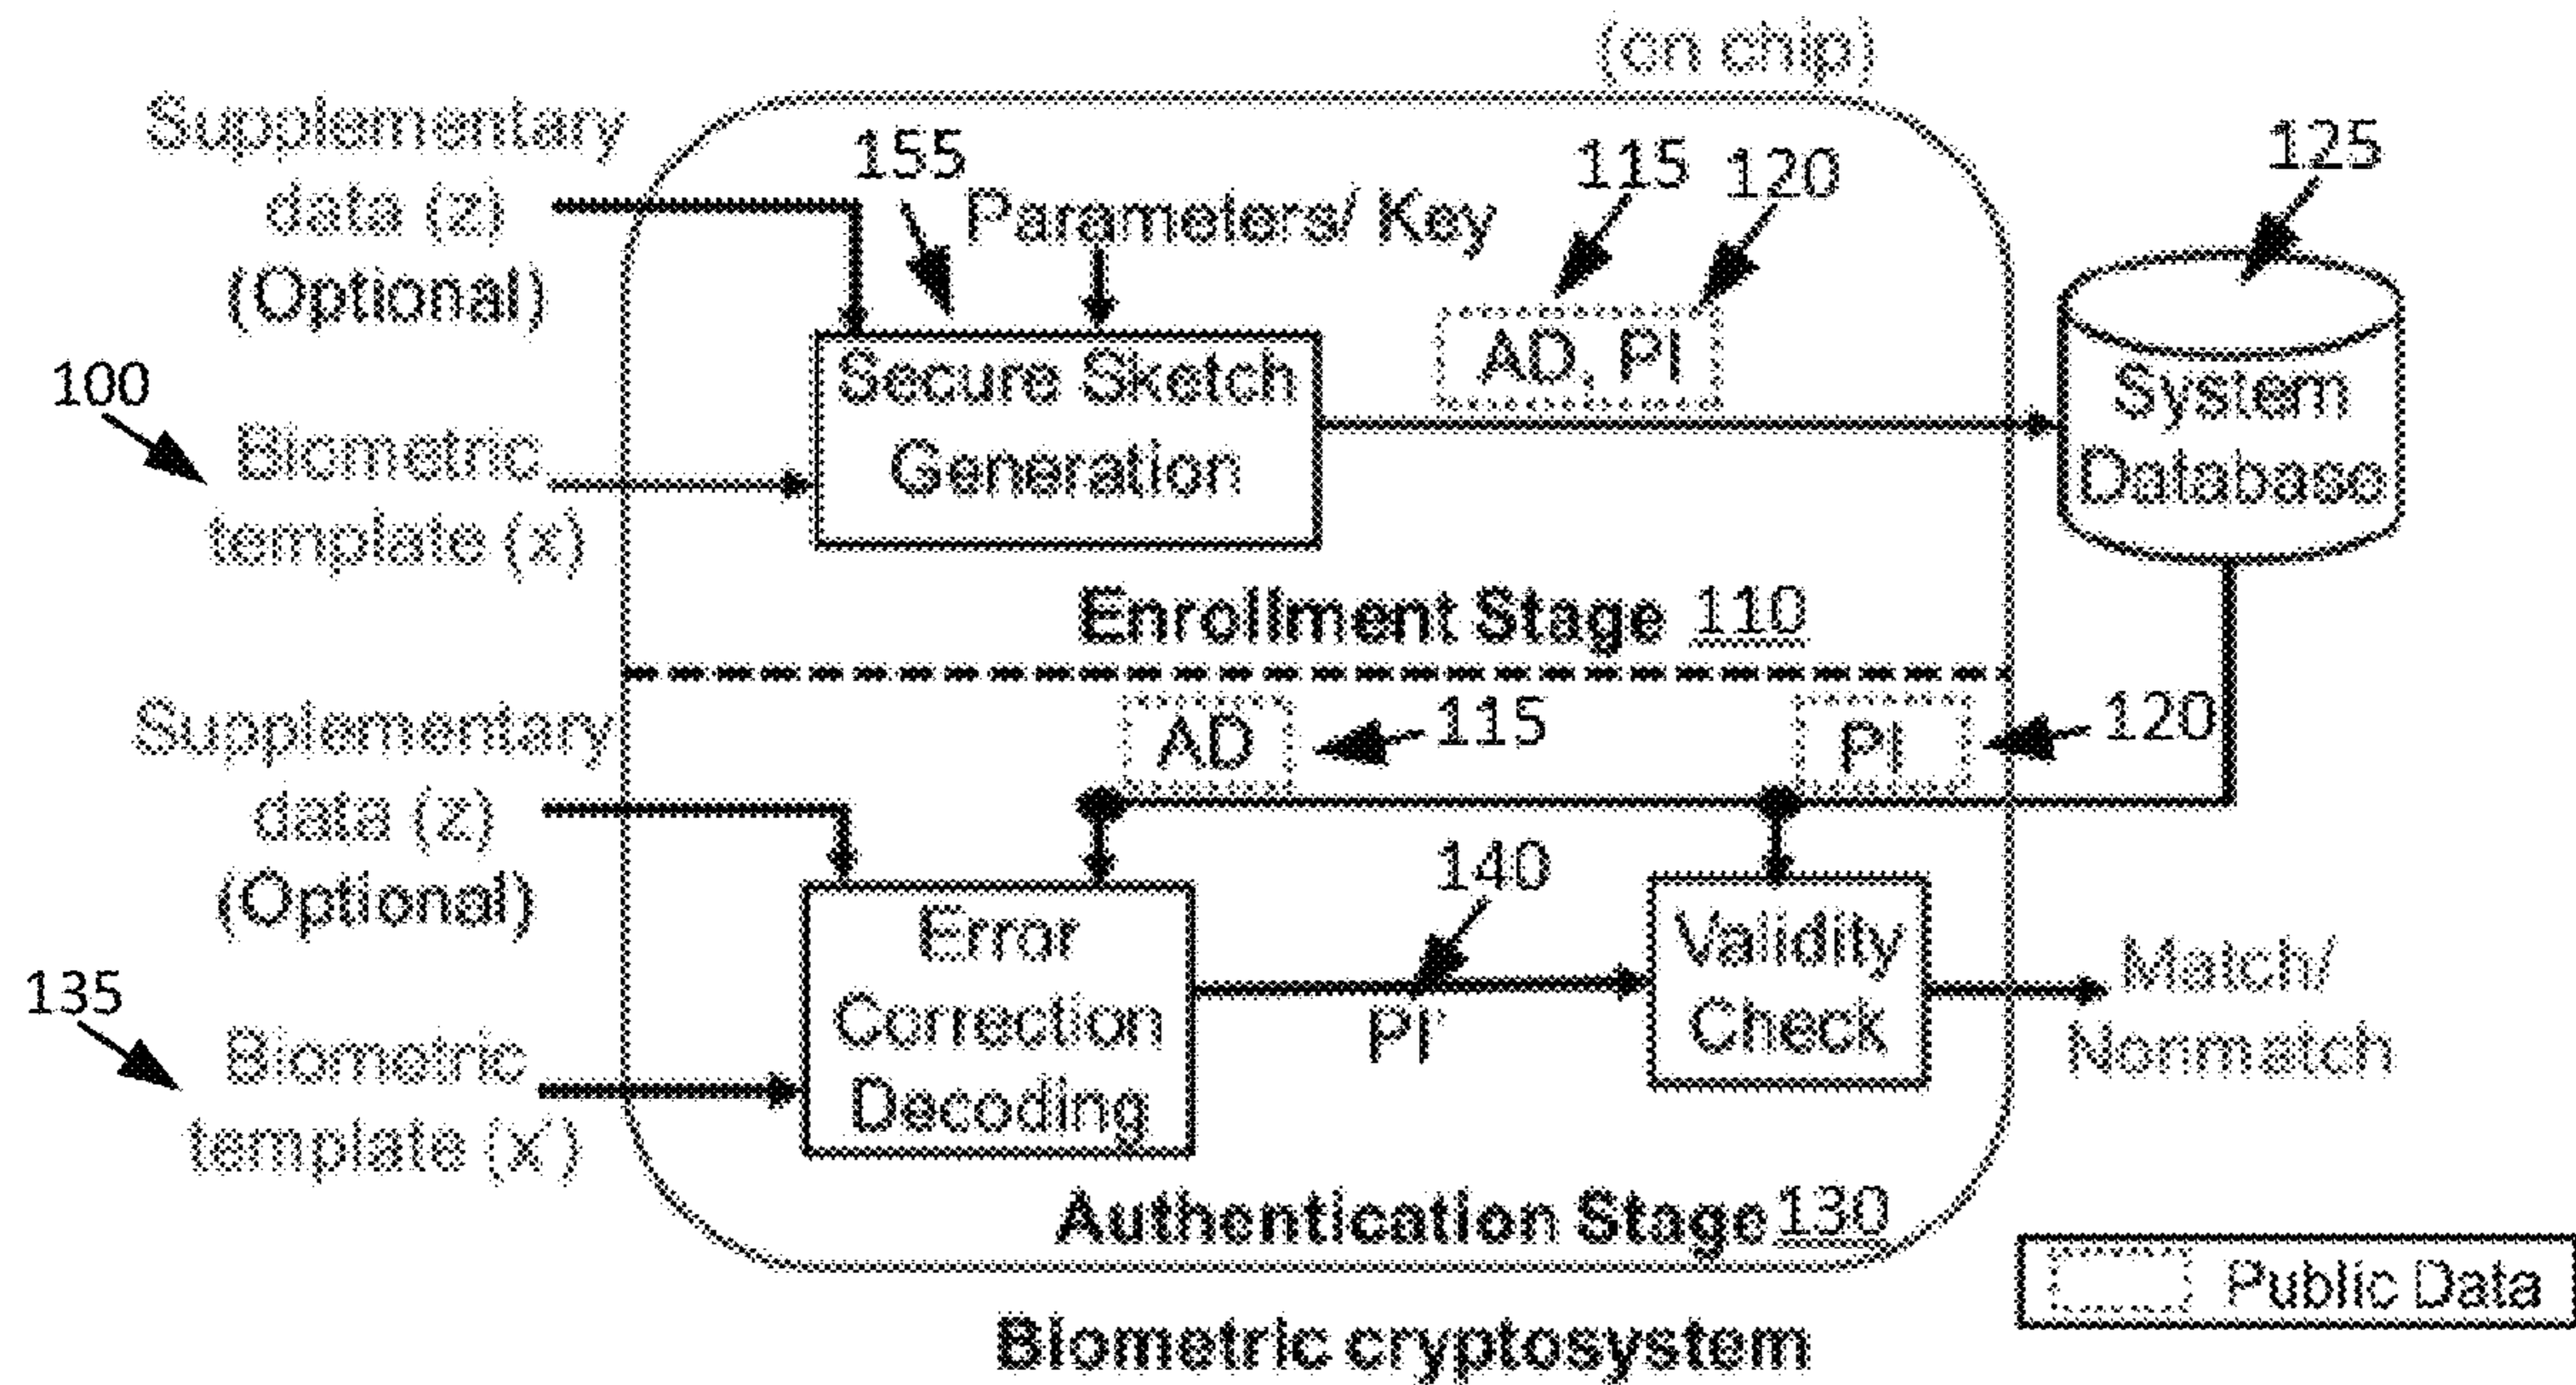 (on chip)
Supplementary
data (z)
(Optional)
155
Parameters/ Key
115
120
125
AD, PI
100
Biometric
template (x)
Secure Sketch
Generation
System
Database
Enrollment Stage 110
Supplementary
data (z)
(Optional)
AD
115
PI
120
140
135
Biometric
template (x')
Error
Correction
Decoding
PI'
Validity
Check
Match/
Nonmatch
Authentication Stage 130
Public Data
Biometric cryptosystem